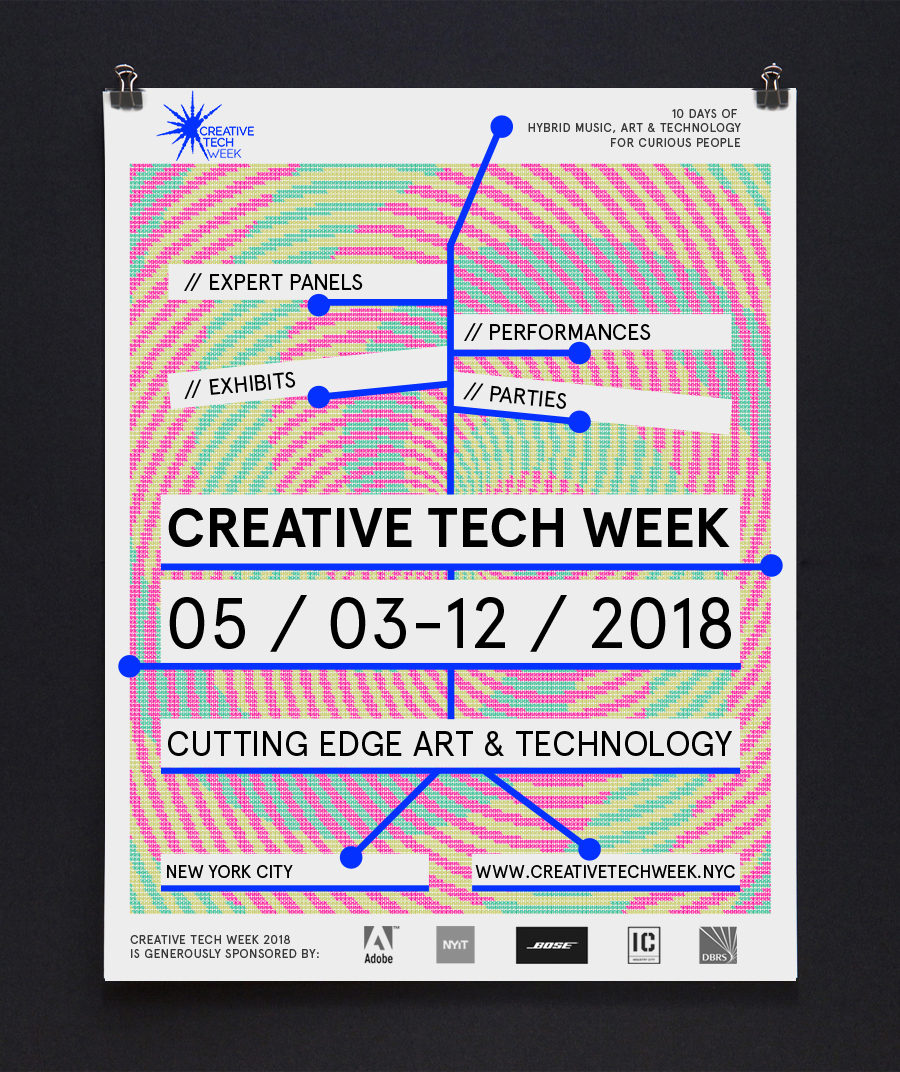 CREATIVE
TECH
WEEK
10 DAYS OF
HYBRID MUSIC, ART & TECHNOLOGY
FOR CURIOUS PEOPLE
// EXPERT PANELS
// PERFORMANCES
// EXHIBITS
// PARTIES
CREATIVE TECH WEEK
05 / 03-12 / 2018
CUTTING EDGE ART & TECHNOLOGY
NEW YORK CITY
WWW.CREATIVETECHWEEK.NYC
CREATIVE TECH WEEK 2018
IS GENEROUSLY SPONSORED BY:
Adobe
NYiT
BOSE
IC
DBRS